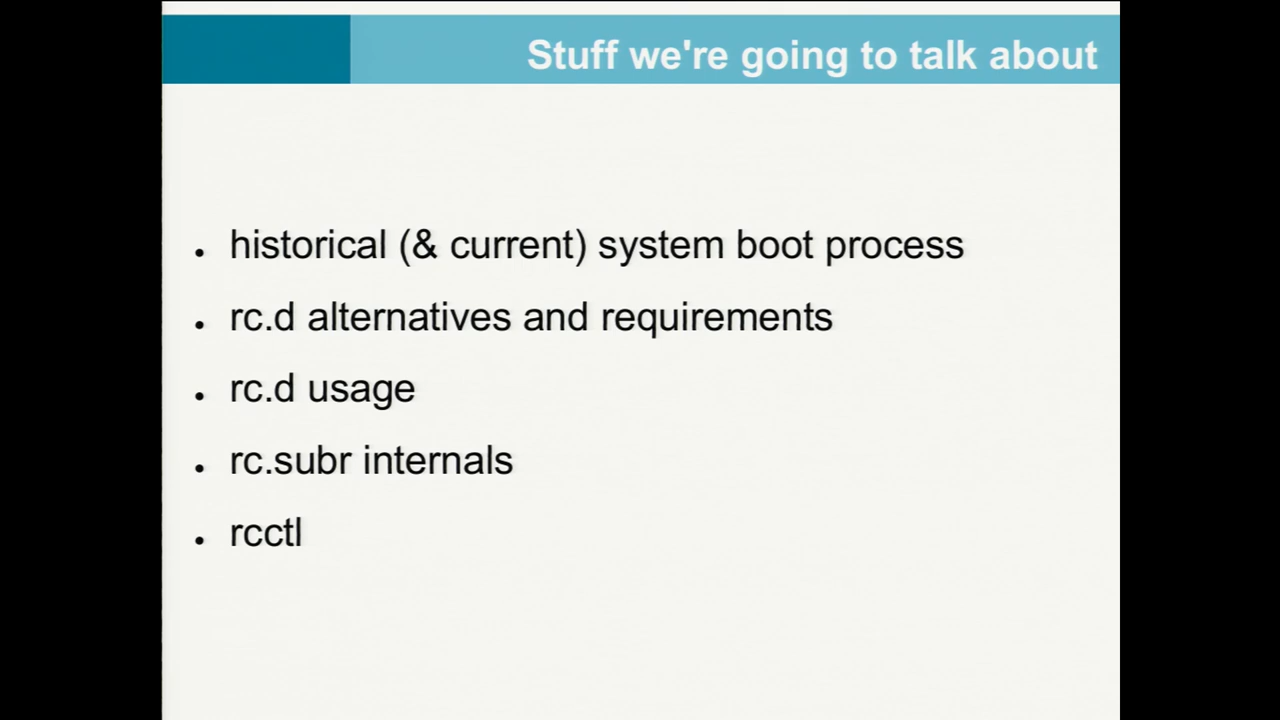 Stuff we're going to talk about
historical (& current) system boot process
rc.d alternatives and requirements
rc.d usage
rc.subr internals
rcctl